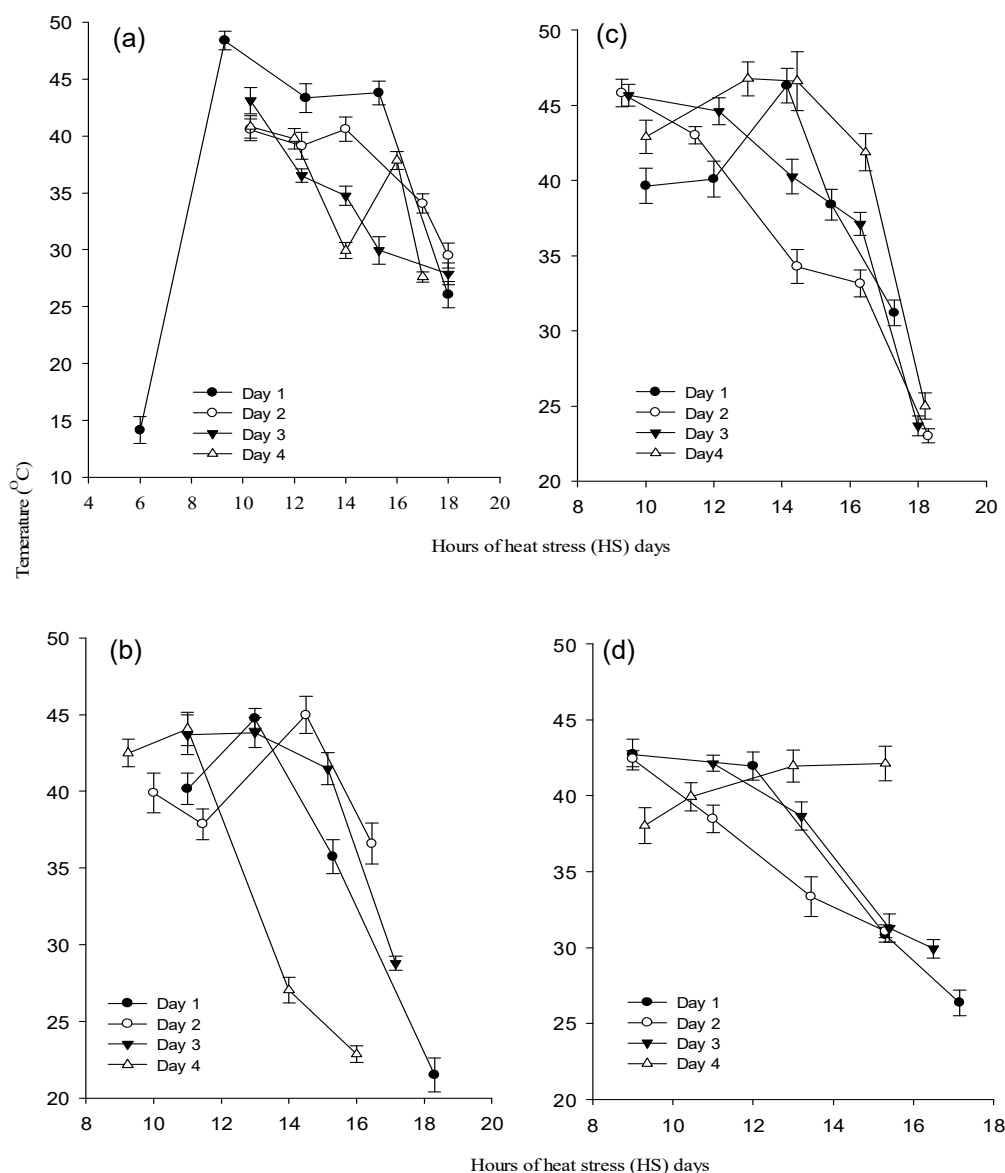 (a)
50
45
40
35
30
25
20
15
10
Day 1
Day 2
Day 3
Day 4
4 6 8 10 12 14 16 18 20
(c)
50
45
40
35
30
25
20
Day 1
Day 2
Day 3
Day4
8 10 12 14 16 18 20
Temerature (OC)
Hours of heat stress (HS) days
(b)
50
45
40
35
30
25
20
Day 1
Day 2
Day 3
Day 4
8 10 12 14 16 18 20
(d)
50
45
40
35
30
25
20
Day 1
Day 2
Day 3
Day 4
8 10 12 14 16 18
Hours of heat stress (HS) days